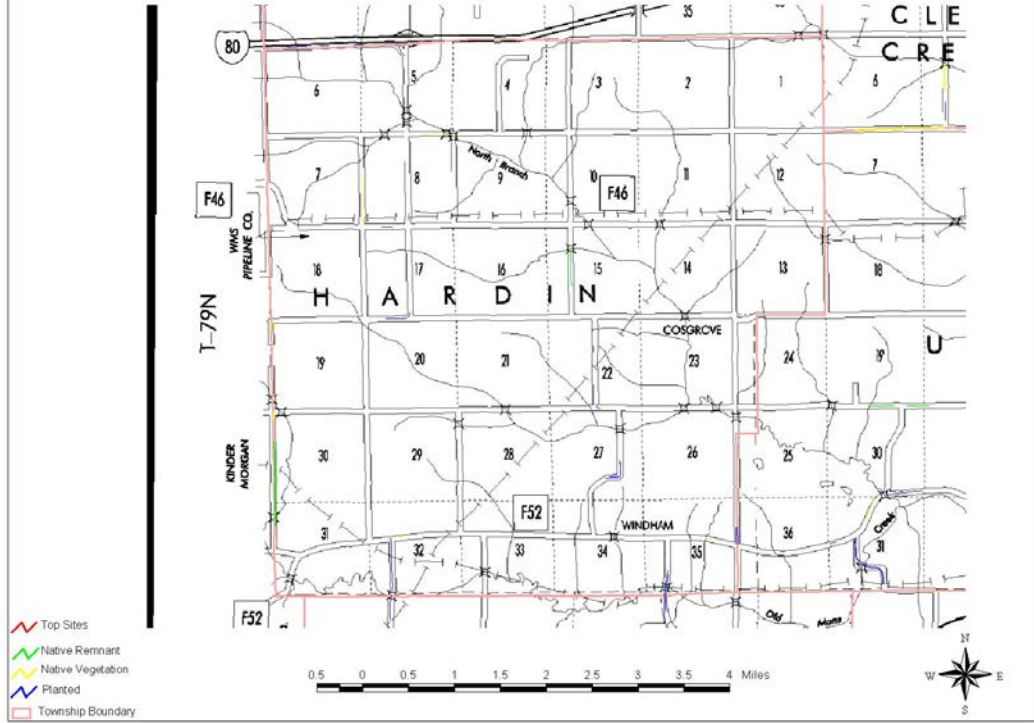 35
C L E
80
C R E
5
6
4
3
2
1
6
North Branch
7
8
9
10
11
12
7
F46
F46
WMS
PIPELINE CO.
18
17
16
15
14
13
18
H A R D I N
T-79N
COSGROVE
U
19
20
21
22
23
24
19
KINDER
MORGAN
30
29
28
27
26
25
30
F52
WINDHAM
Creek
31
32
33
34
35
36
31
F52
Old
Top Sites
Native Remnant
Native Vegetation
Planted
Township Boundary
0.5 0 0.5 1 1.5 2 2.5 3 3.5 4 Miles
N
W E
S